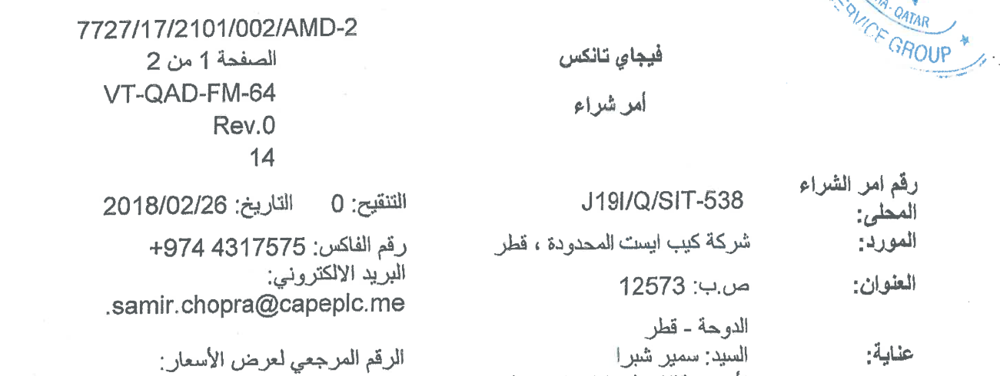 QATAR
SERVICE GROUP
7727/17/2101/002/AMD-2
الصفحة 1 من 2
VT-QAD-FM-64
Rev.0
14
فيجاي تانكس
أمر شراء
رقم امر الشراء المحلى: J19I/Q/SIT-538
التنقيح: 0 التاريخ: 2018/02/26
المورد: شركة كيب ايست المحدودة ، قطر
رقم الفاكس: 4317575 974+
العنوان: ص.ب: 12573
البريد الالكتروني:
samir.chopra@capeplc.me.
الدوحة - قطر
عناية: السيد: سمير شبرا
الرقم المرجعي لعرض الأسعار: